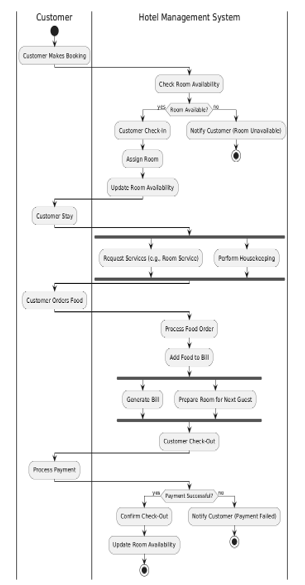 Customer
Hotel Management System
Customer Makes Booking
Check Room Availability
yes
Room Available?
no
Customer Check-In
Notify Customer (Room Unavailable)
Assign Room
Update Room Availability
Customer Stay
Request Services (e.g., Room Service)
Perform Housekeeping
Customer Orders Food
Process Food Order
Add Food to Bill
Generate Bill
Prepare Room for Next Guest
Customer Check-Out
Process Payment
yes
Payment Successful?
no
Confirm Check-Out
Notify Customer (Payment Failed)
Update Room Availability